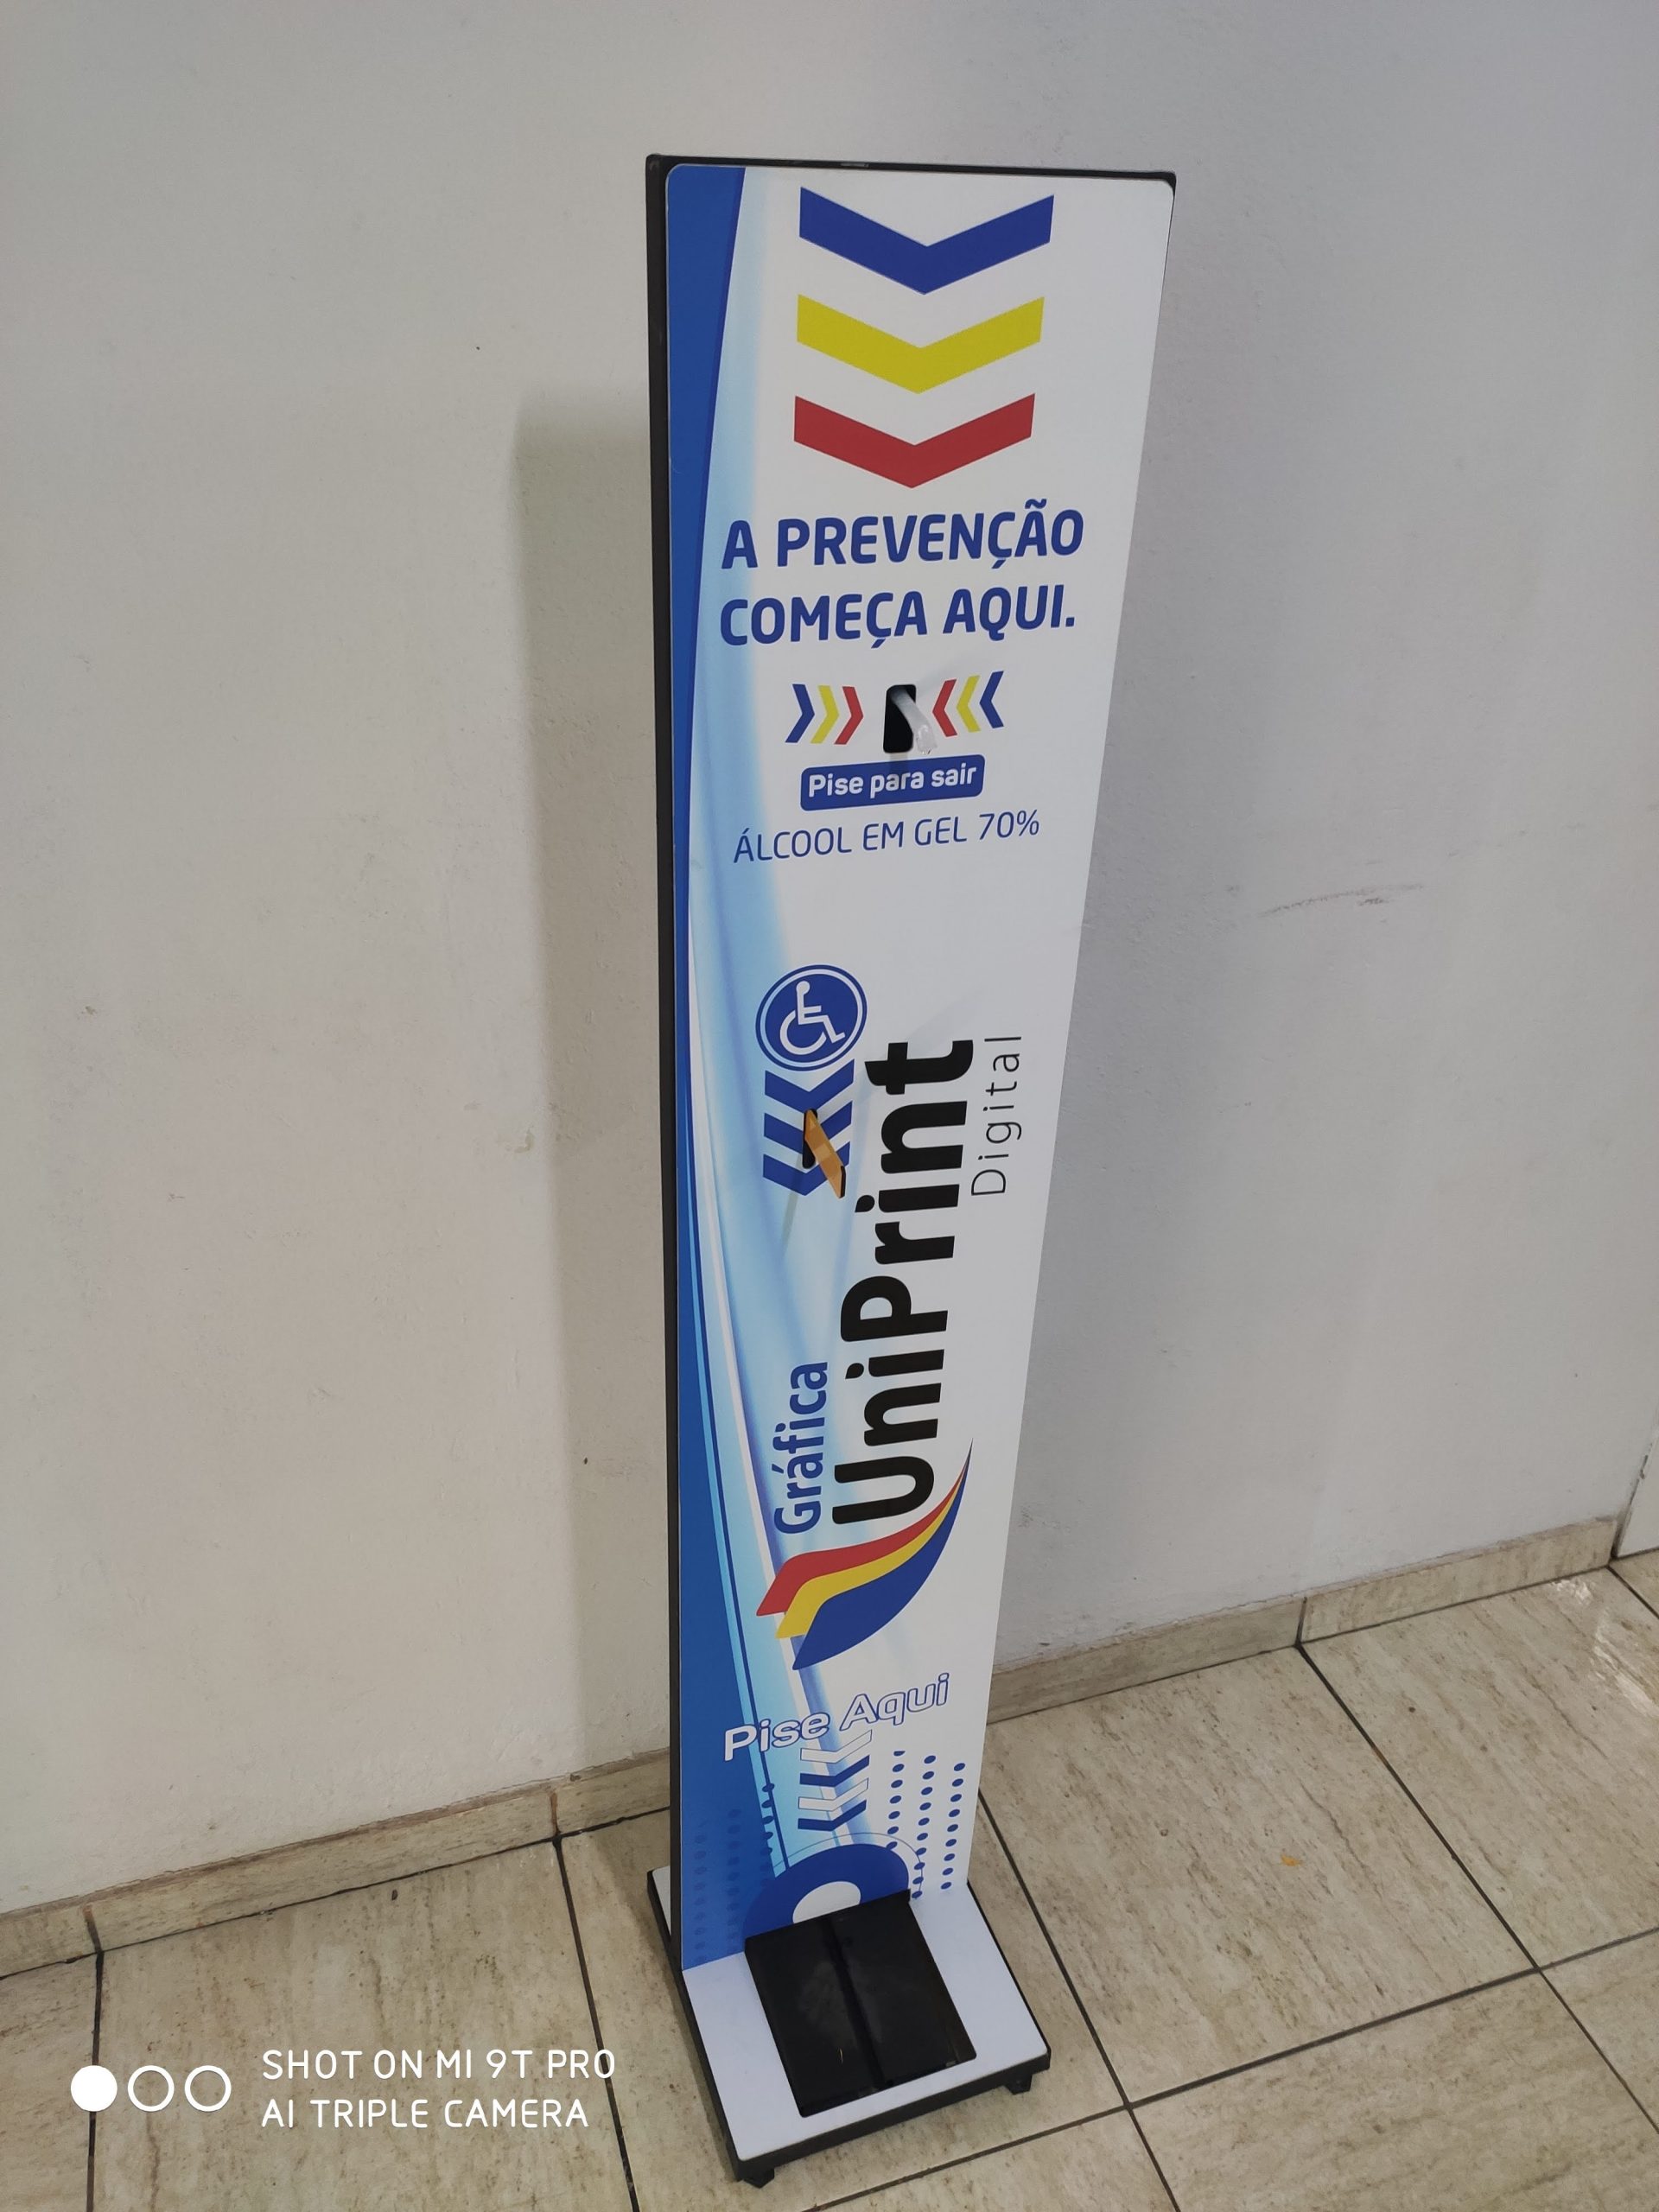 A PREVENÇÃO
COMEÇA AQUI.
Pise para sair
ÁLCOOL EM GEL 70%
Gráfica
UniPrint
Digital
Pise Aqui
SHOT ON MI 9T PRO
AI TRIPLE CAMERA